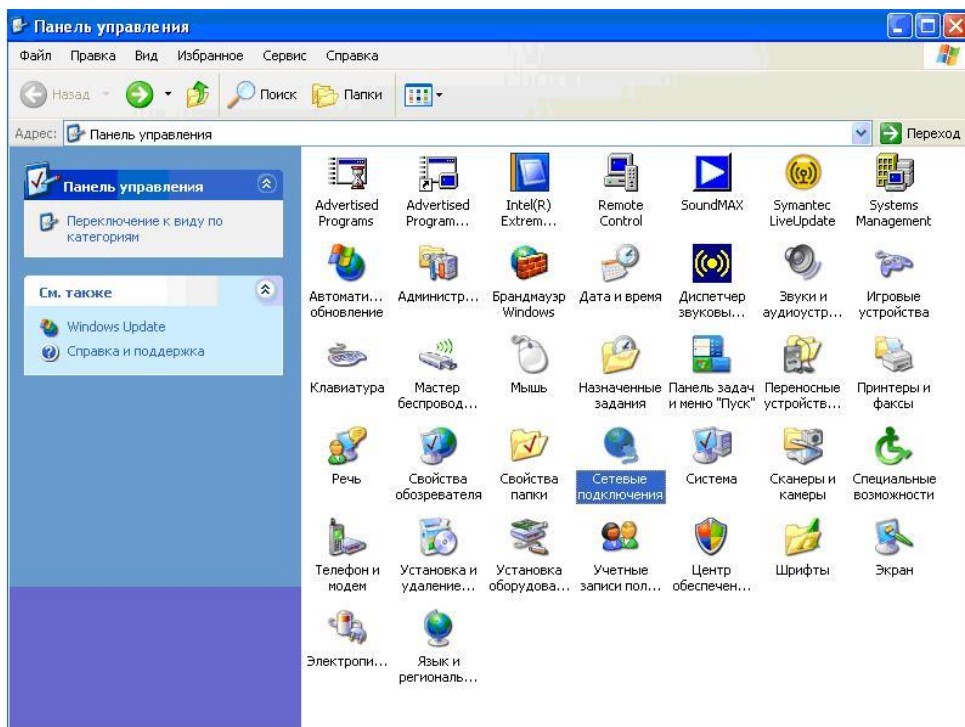 Панель управления
Файл Правка Вид Избранное Сервис Справка
Назад Поиск Папки
Адрес: Панель управления Переход
Панель управления
Переключение к виду по
категориям
См. также
Windows Update
Справка и поддержка
Advertised Programs
Advertised Program...
Intel(R) Extrem...
Remote Control
SoundMAX
Symantec LiveUpdate
Systems Management
Автомати... обновление
Администр...
Брандмауэр Windows
Дата и время
Диспетчер звуковы...
Звуки и аудиоустр...
Игровые устройства
Клавиатура
Мастер беспровод...
Мышь
Назначенные задания
Панель задач и меню "Пуск"
Переносные устройств...
Принтеры и факсы
Речь
Свойства обозревателя
Свойства папки
Сетевые подключения
Система
Сканеры и камеры
Специальные возможности
Телефон и модем
Установка и удаление...
Установка оборудова...
Учетные записи пол...
Центр обеспечен...
Шрифты
Экран
Электропи...
Язык и региональ...